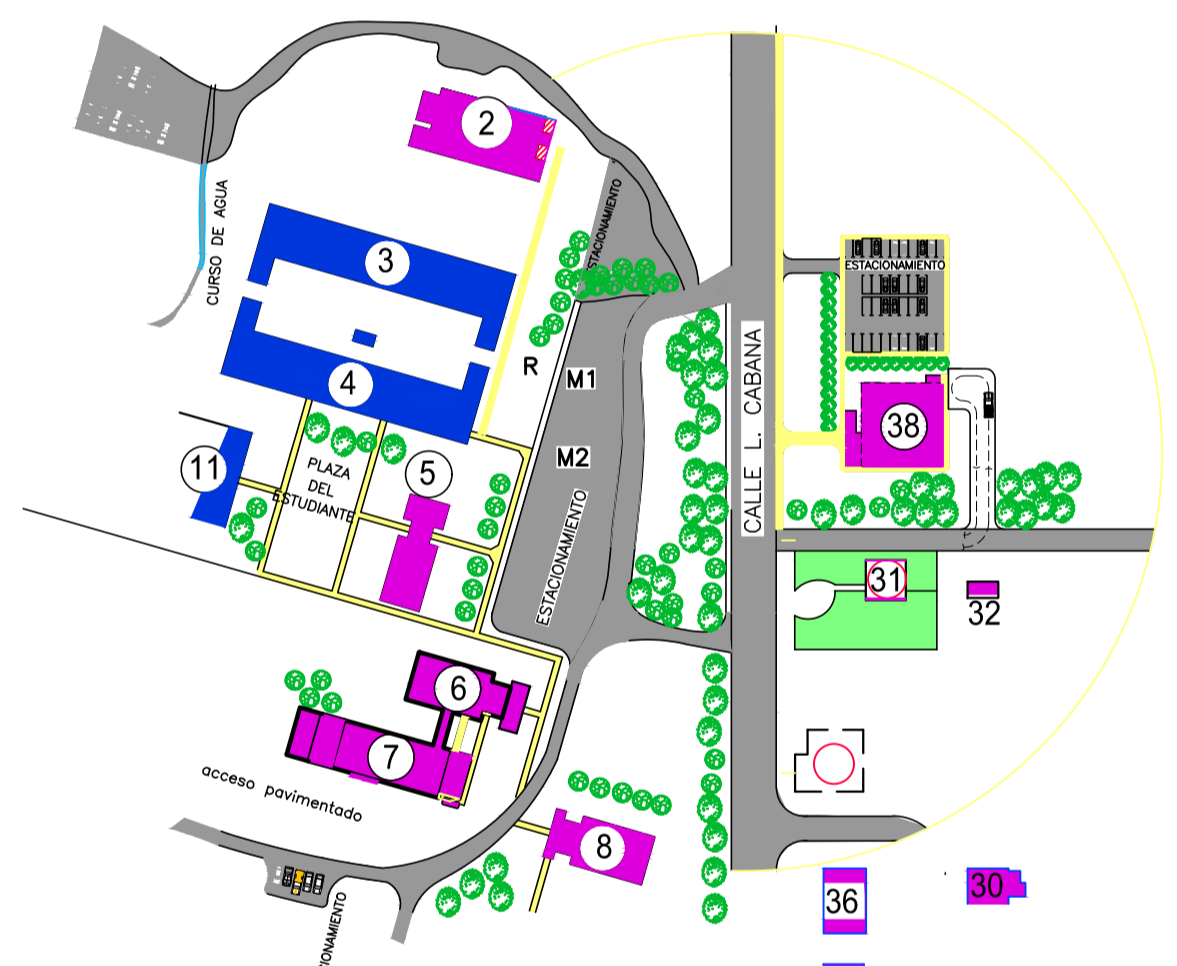 2
ESTACIONAMIENTO
CURSO DE AGUA
3
ESTACIONAMIENTO
R
M1
4
CALLE L. CABANA
38
11
PLAZA
DEL
ESTUDIANTE
5
M2
ESTACIONAMIENTO
31
32
6
7
acceso pavimentado
8
36
30
CIONAMIENTO